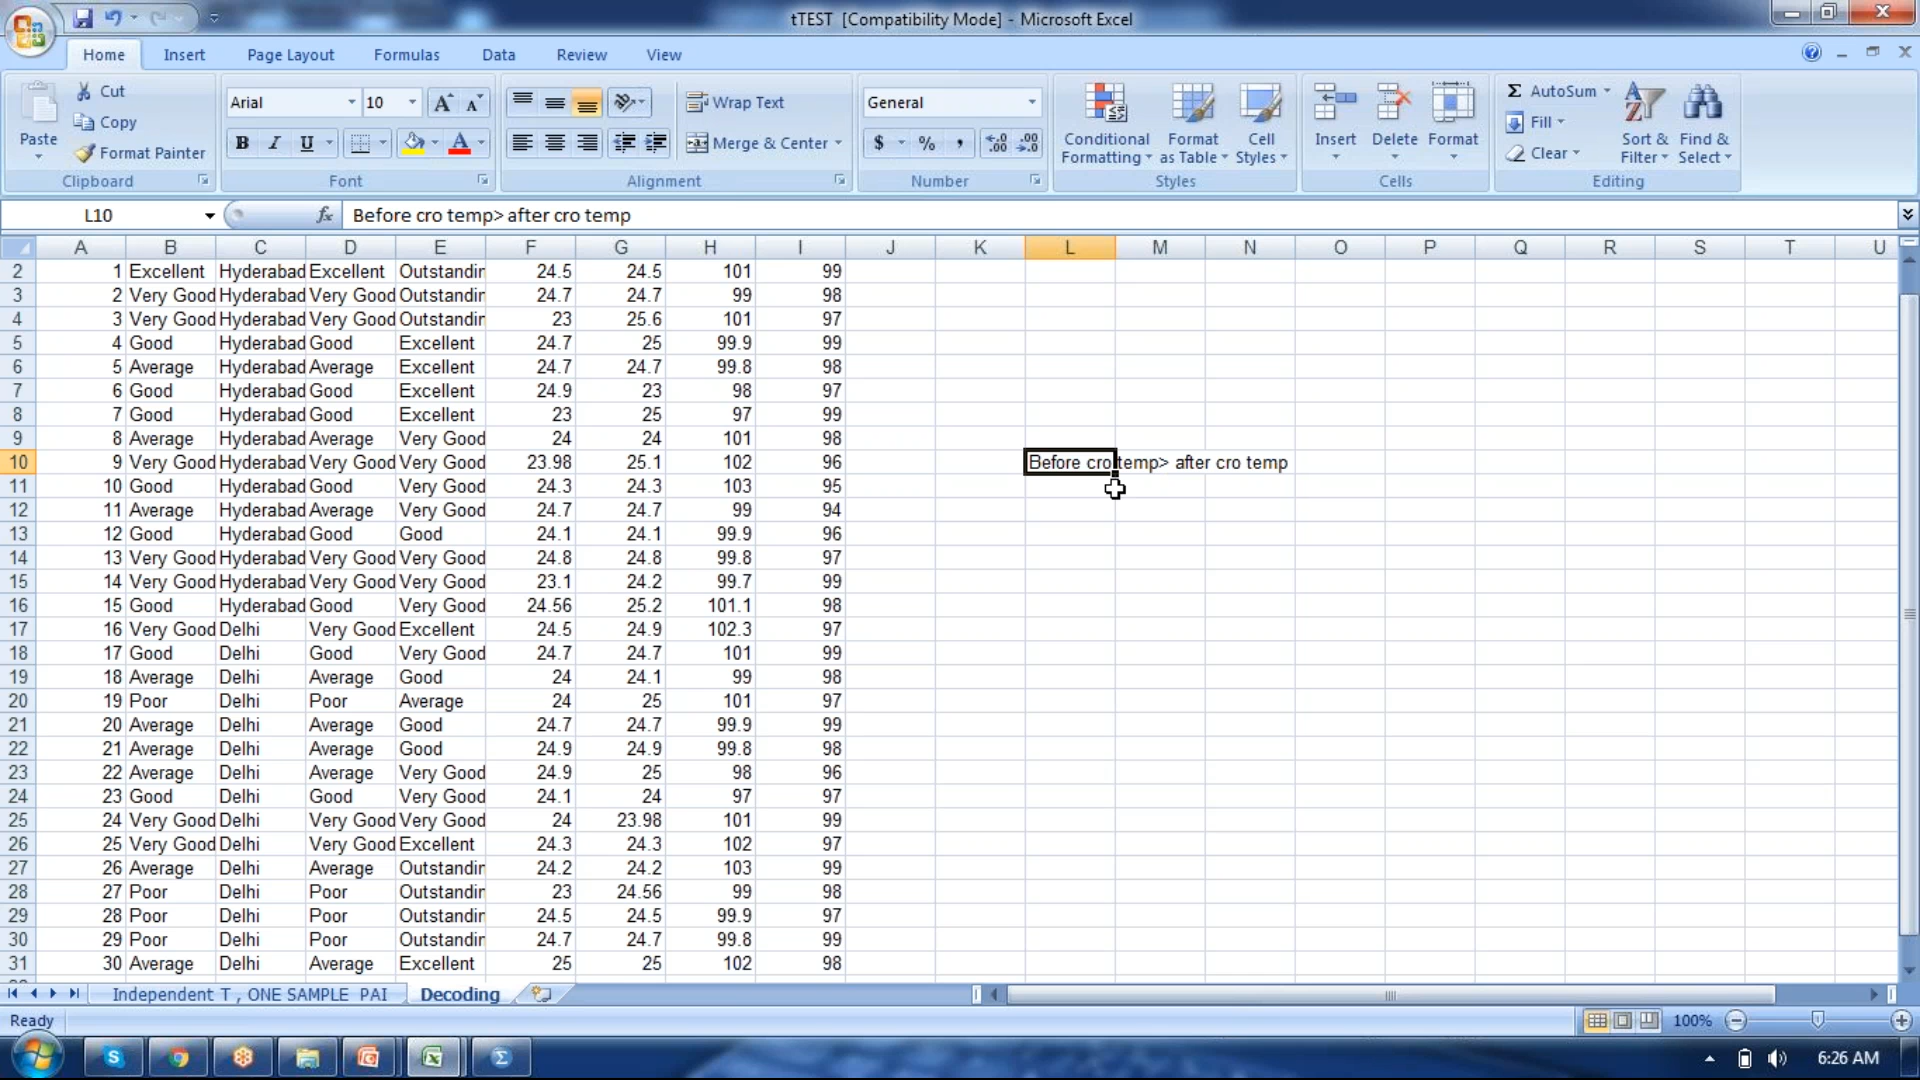 tTEST [Compatibility Mode] - Microsoft Excel
Home Insert Page Layout Formulas Data Review View
Paste Cut Copy Format Painter Clipboard
Arial 10 B I U A Font
Wrap Text Merge & Center Alignment
General $ % , Number
Conditional Formatting Format as Table Cell Styles Styles
Insert Delete Format Cells
Σ AutoSum Fill Clear Sort & Filter Find & Select Editing
L10 fx Before cro temp> after cro temp
A B C D E F G H I J K L M N O P Q R S T U
2 1 Excellent Hyderabad Excellent Outstandin 24.5 24.5 101 99
3 2 Very Good Hyderabad Very Good Outstandin 24.7 24.7 99 98
4 3 Very Good Hyderabad Very Good Outstandin 23 25.6 101 97
5 4 Good Hyderabad Good Excellent 24.7 25 99.9 99
6 5 Average Hyderabad Average Excellent 24.7 24.7 99.8 98
7 6 Good Hyderabad Good Excellent 24.9 23 98 97
8 7 Good Hyderabad Good Excellent 23 25 97 99
9 8 Average Hyderabad Average Very Good 24 24 101 98
10 9 Very Good Hyderabad Very Good Very Good 23.98 25.1 102 96 Before cro temp> after cro temp
11 10 Good Hyderabad Good Very Good 24.3 24.3 103 95
12 11 Average Hyderabad Average Very Good 24.7 24.7 99 94
13 12 Good Hyderabad Good Good 24.1 24.1 99.9 96
14 13 Very Good Hyderabad Very Good Very Good 24.8 24.8 99.8 97
15 14 Very Good Hyderabad Very Good Very Good 23.1 24.2 99.7 99
16 15 Good Hyderabad Good Very Good 24.56 25.2 101.1 98
17 16 Very Good Delhi Very Good Excellent 24.5 24.9 102.3 97
18 17 Good Delhi Good Very Good 24.7 24.7 101 99
19 18 Average Delhi Average Good 24 24.1 99 98
20 19 Poor Delhi Poor Average 24 25 101 97
21 20 Average Delhi Average Good 24.7 24.7 99.9 99
22 21 Average Delhi Average Good 24.9 24.9 99.8 98
23 22 Average Delhi Average Very Good 24.9 25 98 96
24 23 Good Delhi Good Very Good 24.1 24 97 97
25 24 Very Good Delhi Very Good Very Good 24 23.98 101 99
26 25 Very Good Delhi Very Good Excellent 24.3 24.3 102 97
27 26 Average Delhi Average Outstandin 24.2 24.2 103 99
28 27 Poor Delhi Poor Outstandin 23 24.56 99 98
29 28 Poor Delhi Poor Outstandin 24.5 24.5 99.9 97
30 29 Poor Delhi Poor Outstandin 24.7 24.7 99.8 99
31 30 Average Delhi Average Excellent 25 25 102 98
Independent T , ONE SAMPLE PAI Decoding
Ready 100%
6:26 AM